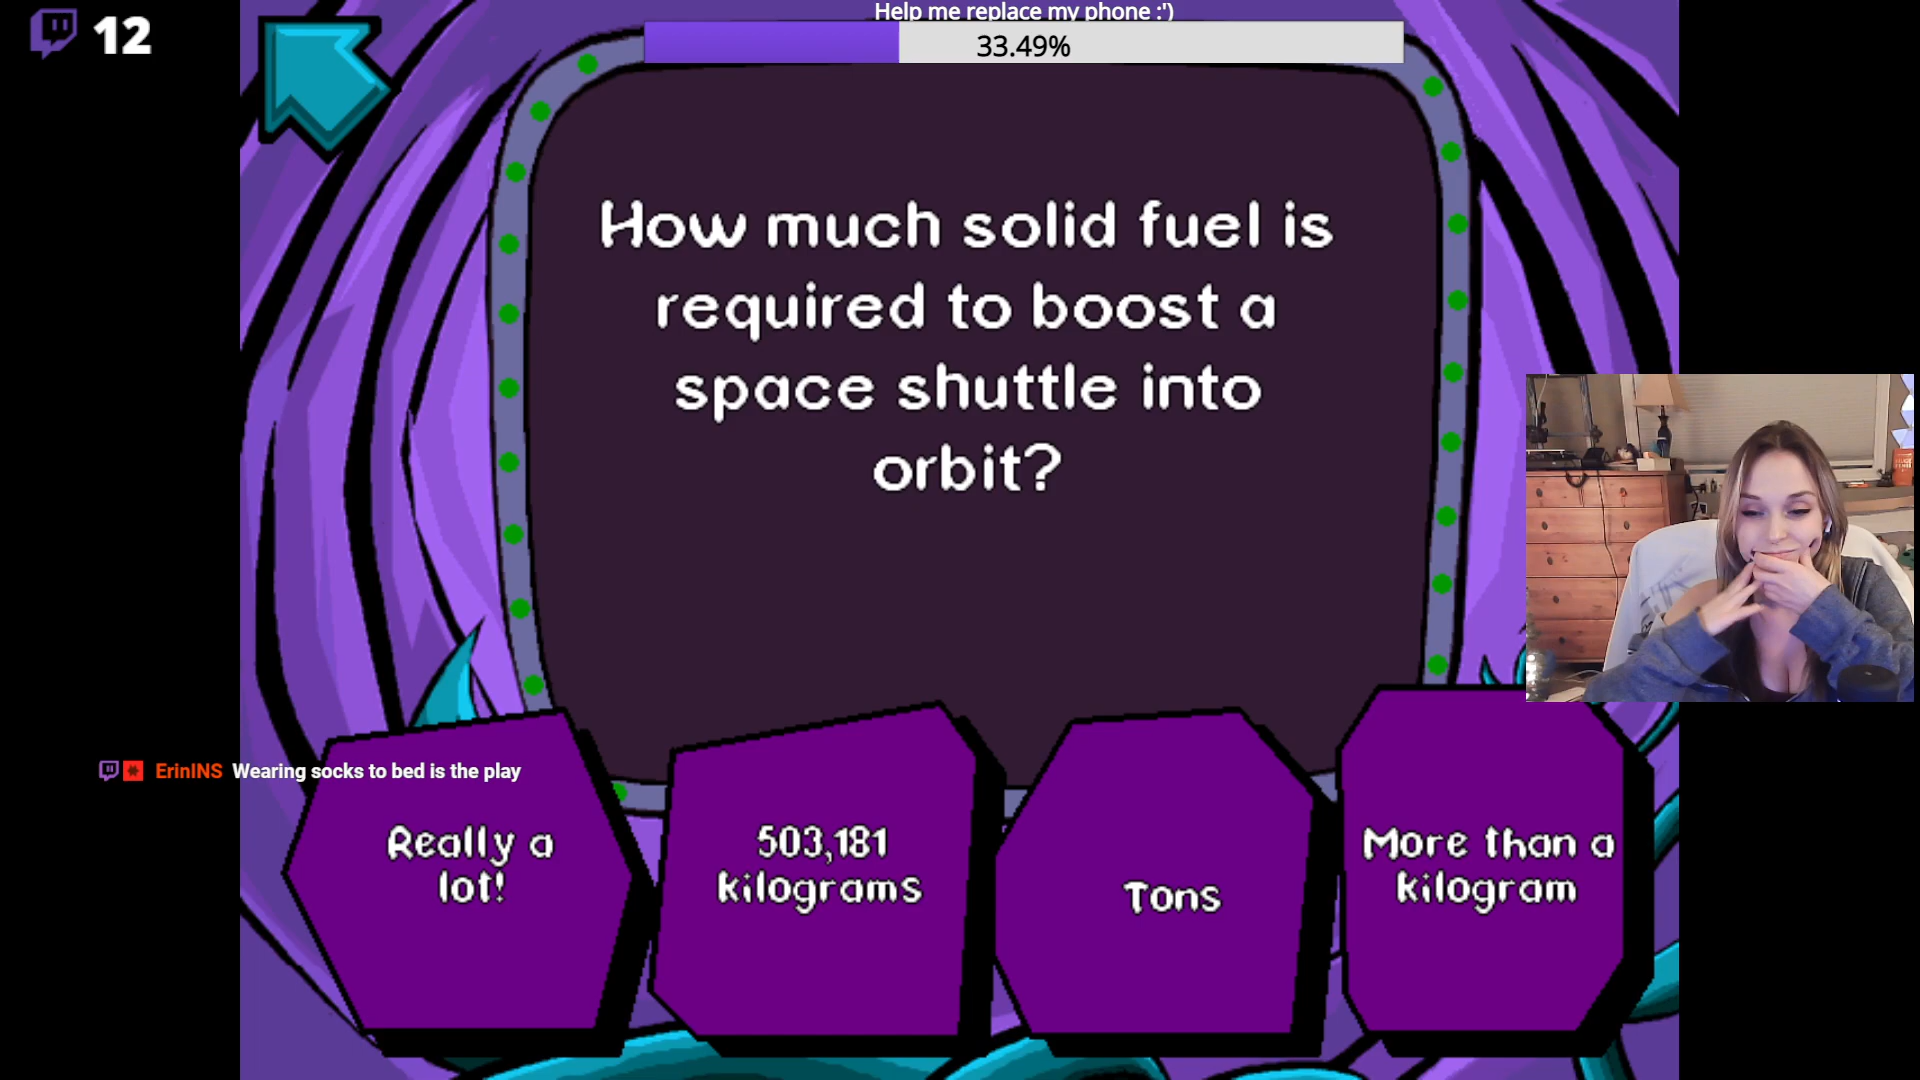 12
Help me replace my phone :')
33.49%
How much solid fuel is
required to boost a
space shuttle into
orbit?
ErinINS Wearing socks to bed is the play
Really a
lot!
503,181
kilograms
Tons
More than a
kilogram